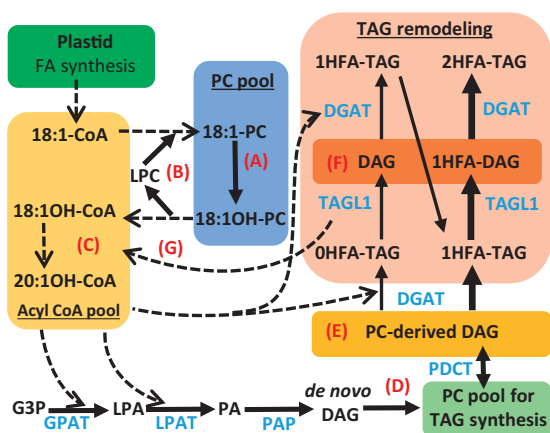 Plastid
FA synthesis
PC pool
18:1-PC
(A)
18:1OH-PC
18:1-CoA
LPC
(B)
18:1OH-CoA
(C)
20:1OH-CoA
Acyl CoA pool
(G)
TAG remodeling
1HFA-TAG 2HFA-TAG
DGAT DGAT
(F) DAG 1HFA-DAG
TAGL1 TAGL1
0HFA-TAG 1HFA-TAG
DGAT
(E) PC-derived DAG
PDCT
PC pool for
TAG synthesis
G3P GPAT LPA LPAT PA PAP de novo
DAG
(D)